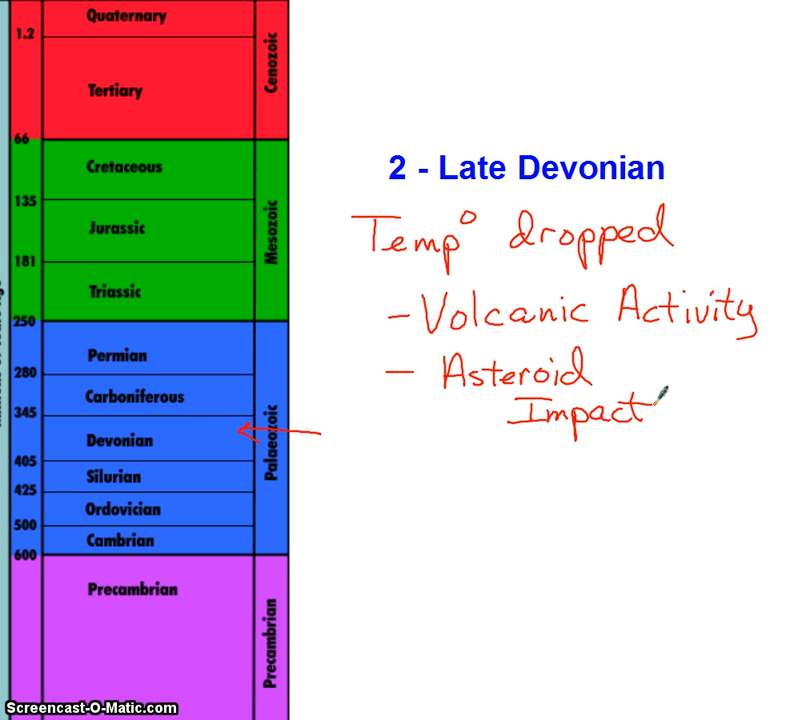 Quaternary
1.2
Cenozoic
Tertiary
66
Cretaceous
135
Jurassic
Mesozoic
181
Triassic
250
Permian
280
Carboniferous
345
Palaeozoic
Devonian
405
Silurian
425
Ordovician
500
Cambrian
600
Precambrian
Precambrian
2 - Late Devonian
Temp° dropped
- Volcanic Activity
- Asteroid
Impact
Screencast-O-Matic.com